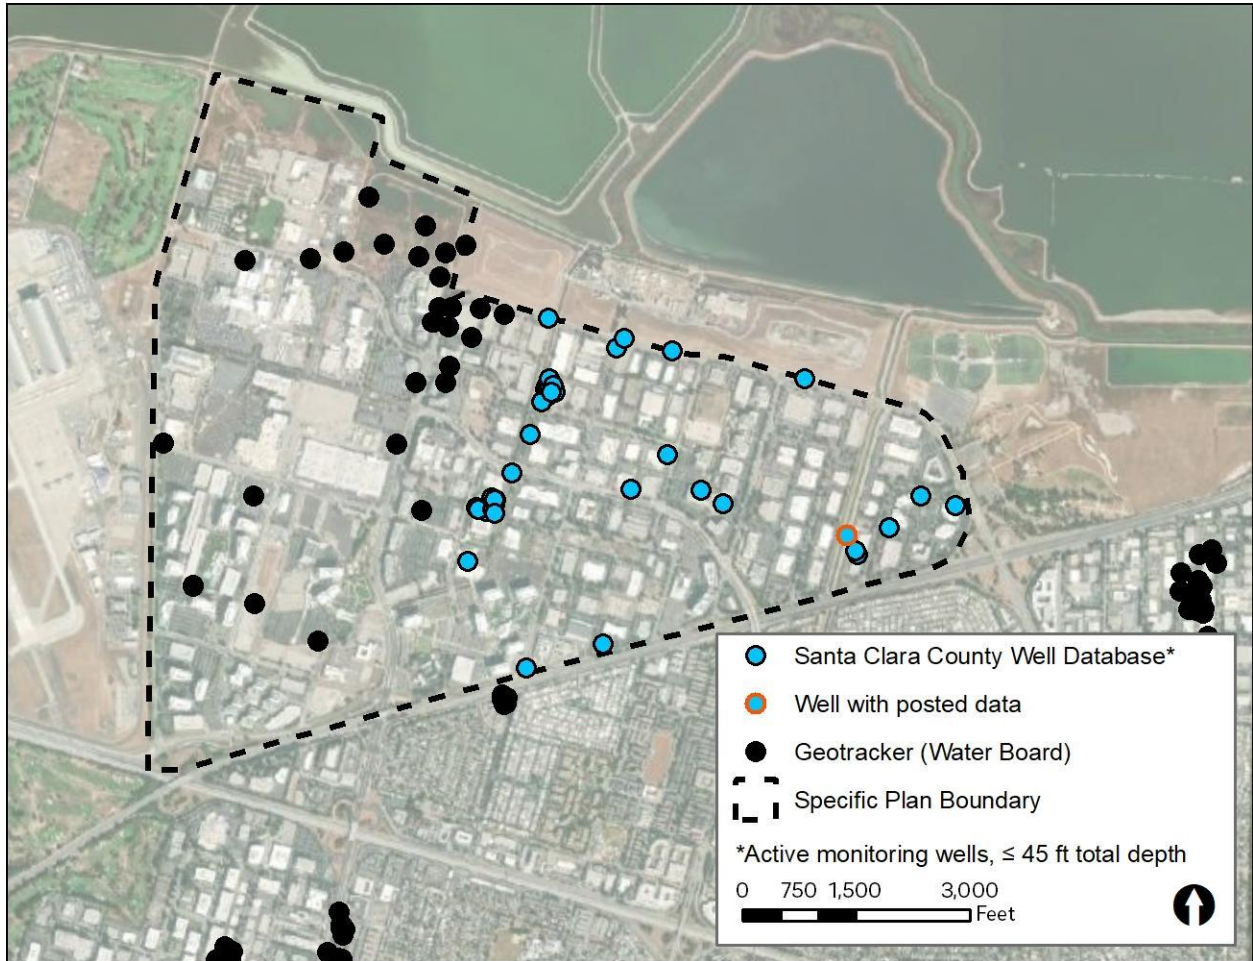 Santa Clara County Well Database*
Well with posted data
Geotracker (Water Board)
Specific Plan Boundary
*Active monitoring wells, ≤ 45 ft total depth
0 750 1,500 3,000
Feet